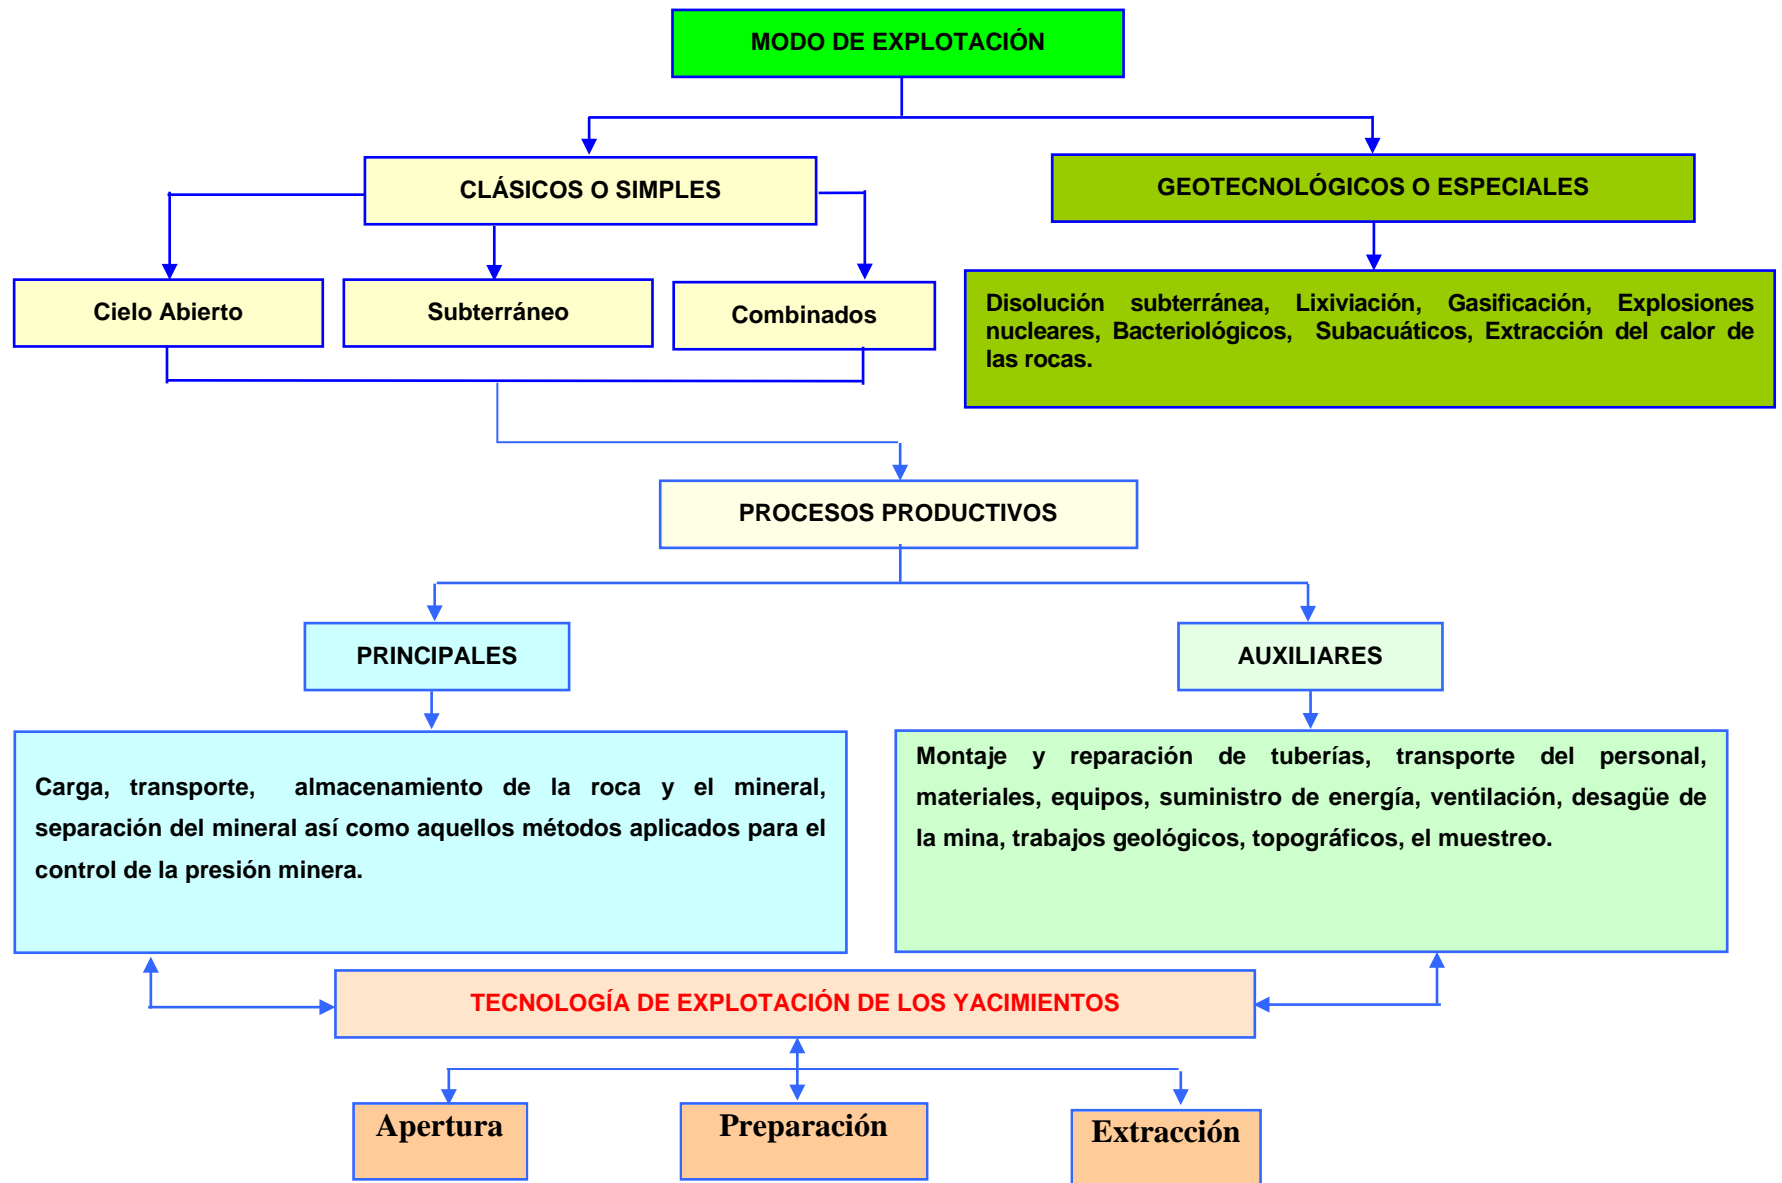 MODO DE EXPLOTACIÓN
CLÁSICOS O SIMPLES
GEOTECNOLÓGICOS O ESPECIALES
Cielo Abierto
Subterráneo
Combinados
Disolución subterránea, Lixiviación, Gasificación, Explosiones
nucleares, Bacteriológicos, Subacuáticos, Extracción del calor de
las rocas.
PROCESOS PRODUCTIVOS
PRINCIPALES
AUXILIARES
Carga, transporte, almacenamiento de la roca y el mineral,
separación del mineral así como aquellos métodos aplicados para el
control de la presión minera.
Montaje y reparación de tuberías, transporte del personal,
materiales, equipos, suministro de energía, ventilación, desagüe de
la mina, trabajos geológicos, topográficos, el muestreo.
TECNOLOGÍA DE EXPLOTACIÓN DE LOS YACIMIENTOS
Apertura
Preparación
Extracción